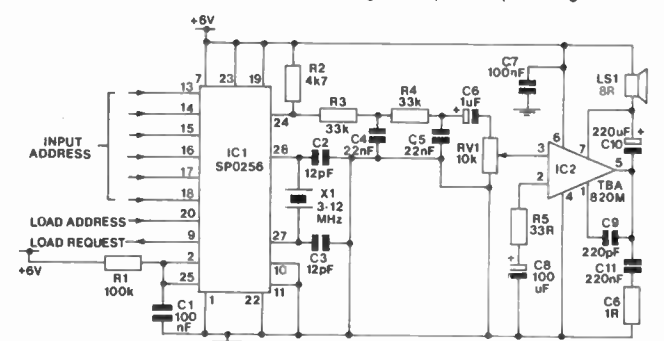 +6V
7
23
19
13
14
15
16
17
18
20
9
2
25
1
22
24
28
27
10
11
INPUT
ADDRESS
LOAD ADDRESS
LOAD REQUEST
+6V
R1
100k
C1
100
nF
IC1
SP0256
R2
4k7
R3
33k
R4
33k
C2
12pF
C3
12pF
X1
3-12
MHz
C4
22nF
C5
22nF
C6
1uF
RV1
10k
C7
100nF
3
2
6
7
5
1
4
IC2
TBA
820M
R5
33R
C8
100
uF
LS1
8R
220uF
C10
C9
220pF
C11
220nF
C6
1R